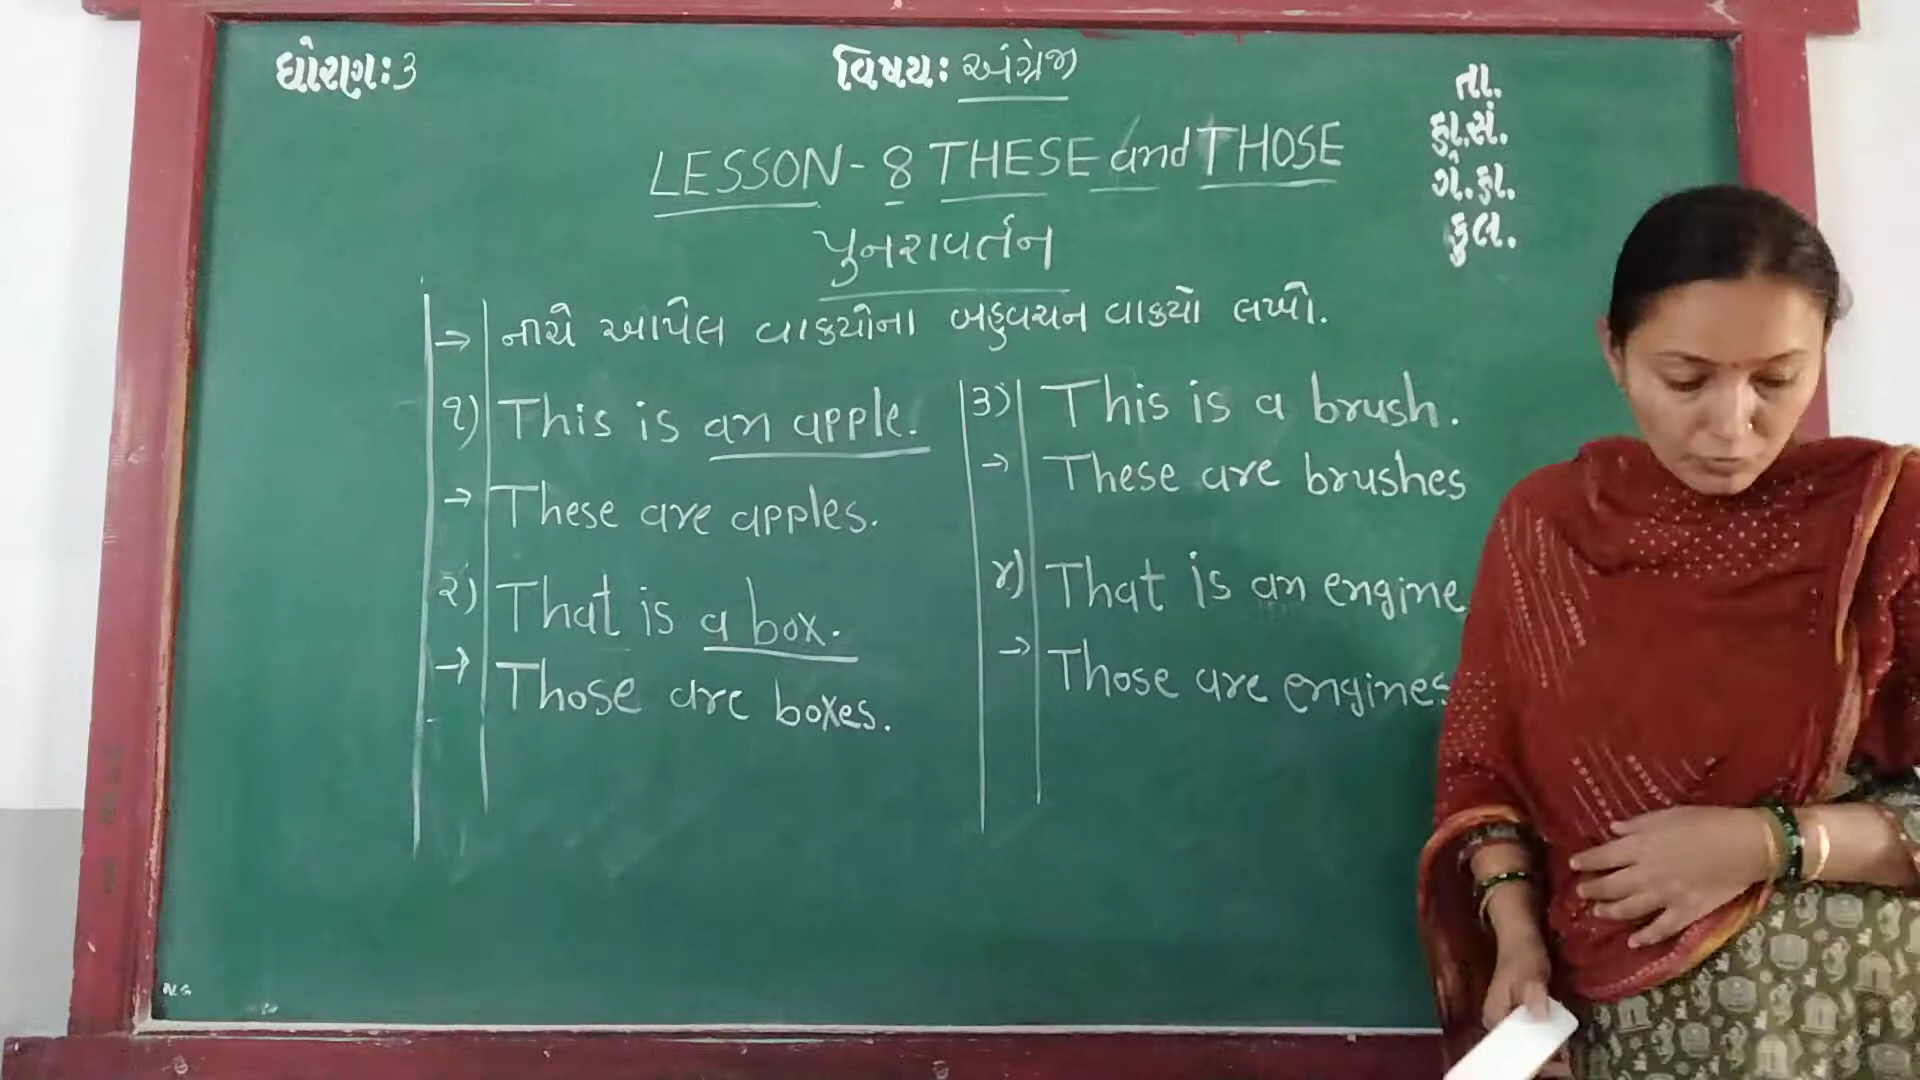 ધોરણ: ૩
વિષય: અંગ્રેજી
તા.
હા.સં.
ગે.હા.
કુલ.
LESSON - 8 THESE and THOSE
પુનરાવર્તન
→ નીચે આપેલ વાક્યોના બહુવચન વાક્યો લખો.
૧) This is an apple.
→ These are apples.
૨) That is a box.
→ Those are boxes.
૩) This is a brush.
→ These are brushes
૪) That is an engine
→ Those are engines